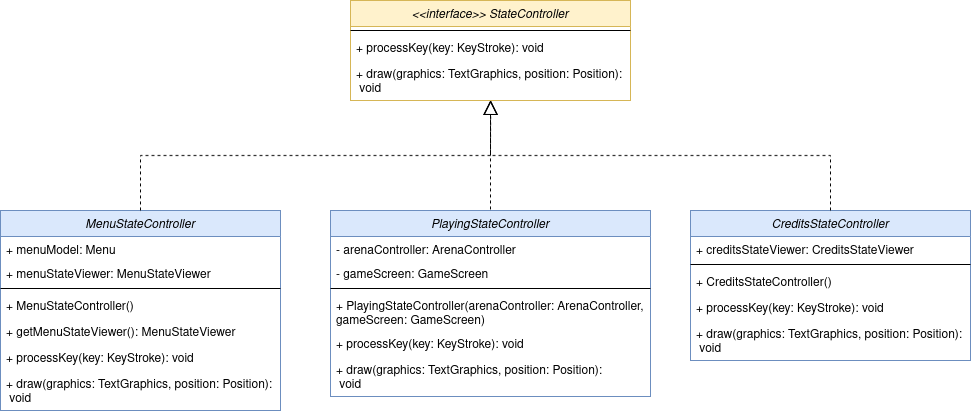 <<interface>> StateController
+ processKey(key: KeyStroke): void
+ draw(graphics: TextGraphics, position: Position):
void
MenuStateController
+ menuModel: Menu
+ menuStateViewer: MenuStateViewer
+ MenuStateController()
+ getMenuStateViewer(): MenuStateViewer
+ processKey(key: KeyStroke): void
+ draw(graphics: TextGraphics, position: Position):
void
PlayingStateController
- arenaController: ArenaController
- gameScreen: GameScreen
+ PlayingStateController(arenaController: ArenaController,
gameScreen: GameScreen)
+ processKey(key: KeyStroke): void
+ draw(graphics: TextGraphics, position: Position):
void
CreditsStateController
+ creditsStateViewer: CreditsStateViewer
+ CreditsStateController()
+ processKey(key: KeyStroke): void
+ draw(graphics: TextGraphics, position: Position):
void